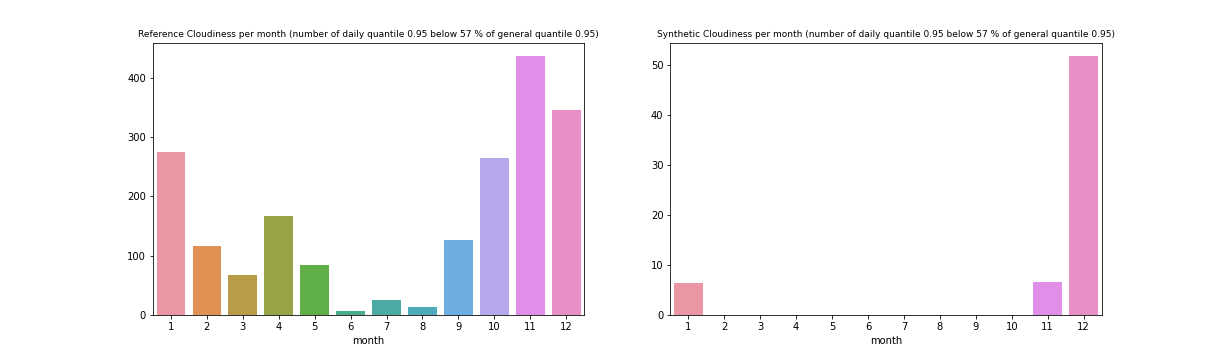 Reference Cloudiness per month (number of daily quantile 0.95 below 57 % of general quantile 0.95)
400
300
200
100
0
1 2 3 4 5 6 7 8 9 10 11 12
month
Synthetic Cloudiness per month (number of daily quantile 0.95 below 57 % of general quantile 0.95)
50
40
30
20
10
0
1 2 3 4 5 6 7 8 9 10 11 12
month